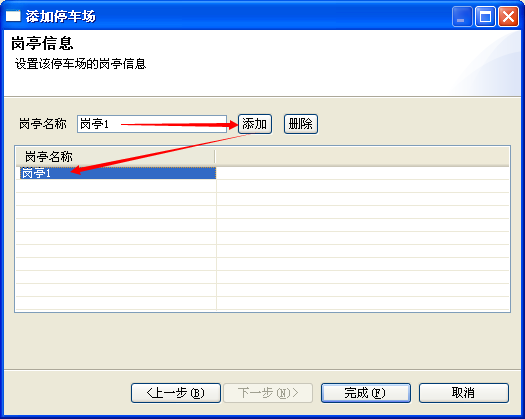 添加停车场
岗亭信息
设置该停车场的岗亭信息
岗亭名称 岗亭1 添加 删除
岗亭名称
岗亭1
<上一步(B) 下一步(N)> 完成(F) 取消